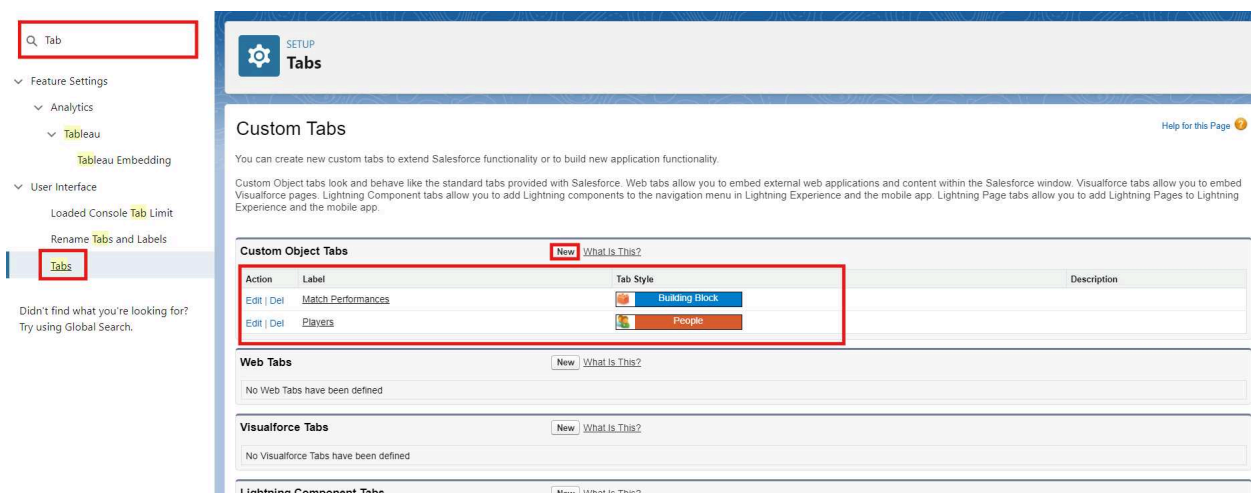 Tab
Feature Settings
Analytics
Tableau
Tableau Embedding
User Interface
Loaded Console Tab Limit
Rename Tabs and Labels
Tabs
Didn't find what you're looking for?
Try using Global Search.
SETUP
Tabs
Custom Tabs
Help for this Page ?
You can create new custom tabs to extend Salesforce functionality or to build new application functionality.
Custom Object tabs look and behave like the standard tabs provided with Salesforce. Web tabs allow you to embed external web applications and content within the Salesforce window. Visualforce tabs allow you to embed
Visualforce pages. Lightning Component tabs allow you to add Lightning components to the navigation menu in Lightning Experience and the mobile app. Lightning Page tabs allow you to add Lightning Pages to Lightning
Experience and the mobile app.
Custom Object Tabs New What Is This?
Action Label Tab Style Description
Edit | Del Match Performances Building Block
Edit | Del Players People
Web Tabs New What Is This?
No Web Tabs have been defined
Visualforce Tabs New What Is This?
No Visualforce Tabs have been defined
Lightning Component Tabs New What Is This?